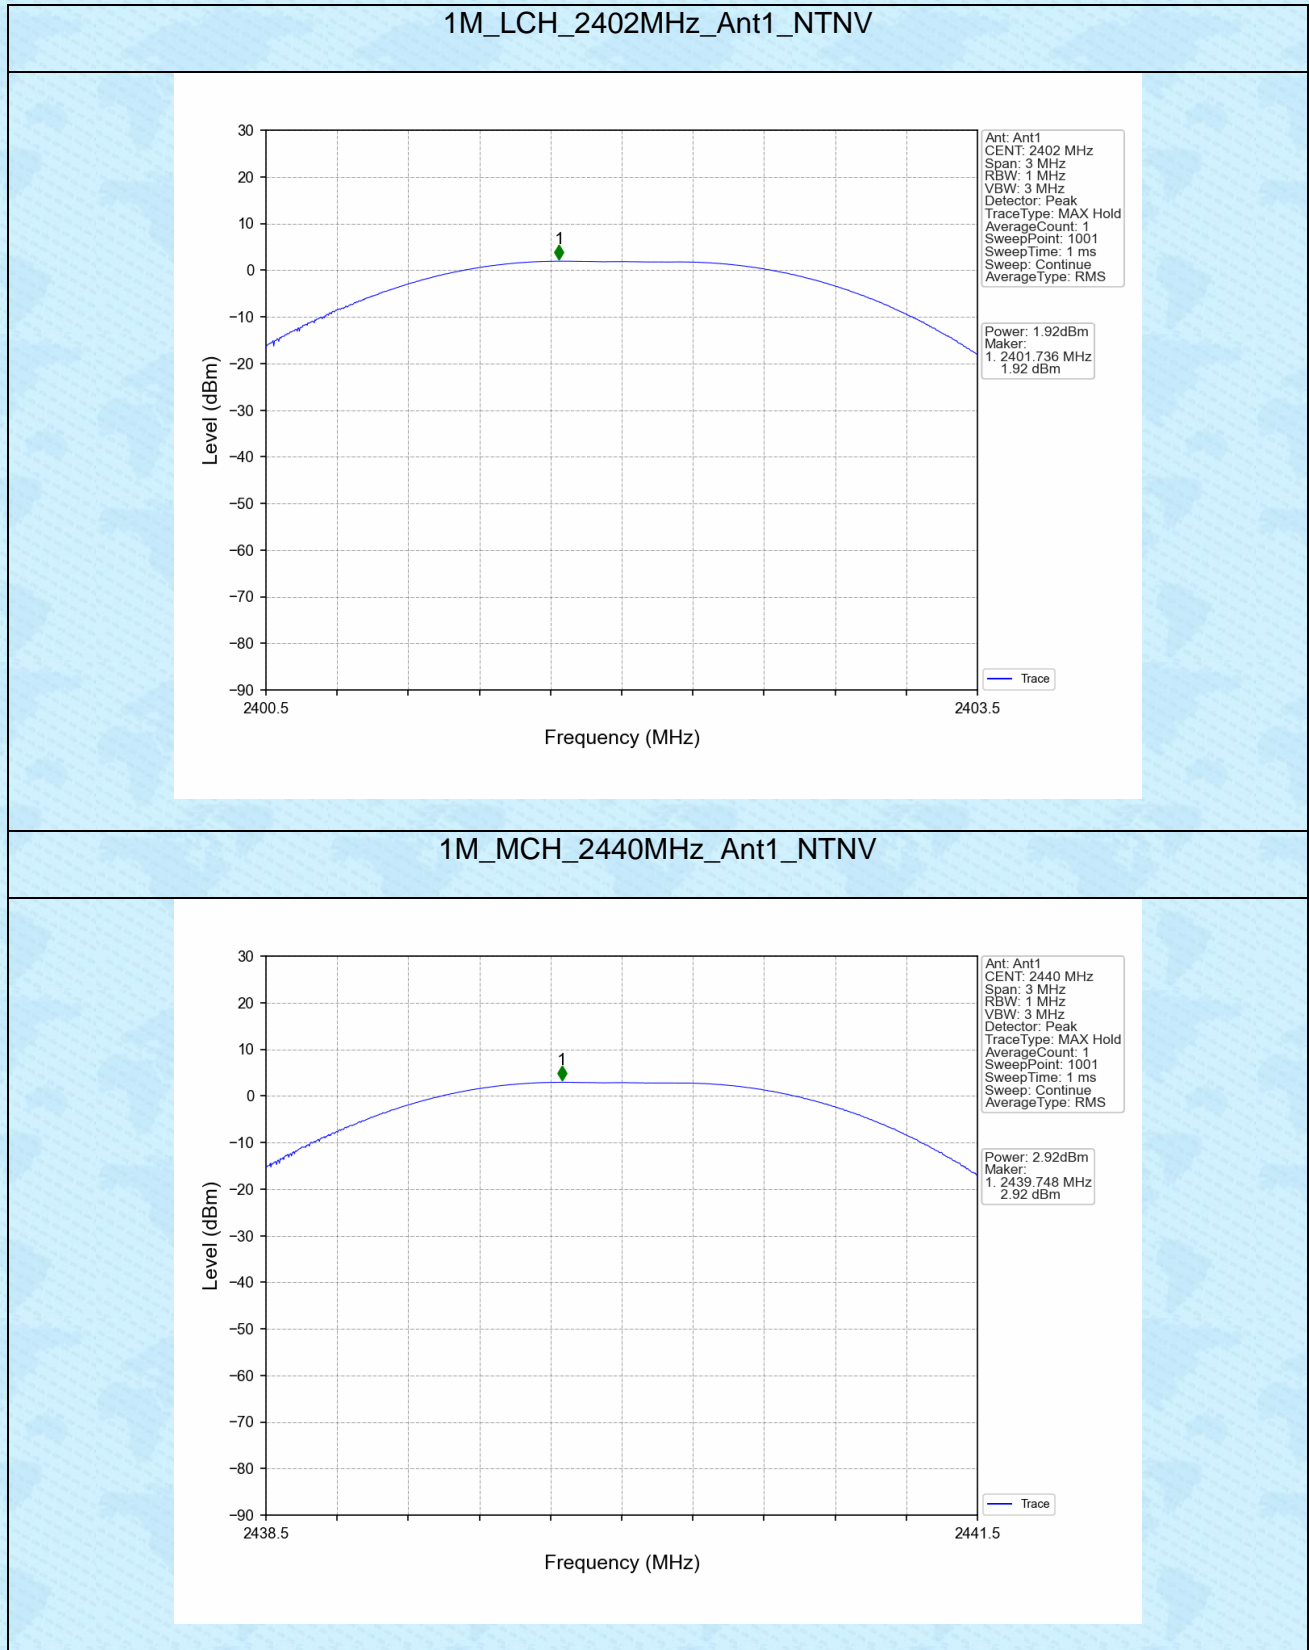 1M_LCH_2402MHz_Ant1_NTNV
30
20
10
0
−10
−20
−30
−40
−50
−60
−70
−80
−90
Level (dBm)
1
2400.5
2403.5
Frequency (MHz)
Ant: Ant1
CENT: 2402 MHz
Span: 3 MHz
RBW: 1 MHz
VBW: 3 MHz
Detector: Peak
TraceType: MAX Hold
AverageCount: 1
SweepPoint: 1001
SweepTime: 1 ms
Sweep: Continue
AverageType: RMS
Power: 1.92dBm
Maker:
1. 2401.736 MHz
1.92 dBm
Trace
1M_MCH_2440MHz_Ant1_NTNV
30
20
10
0
−10
−20
−30
−40
−50
−60
−70
−80
−90
Level (dBm)
1
2438.5
2441.5
Frequency (MHz)
Ant: Ant1
CENT: 2440 MHz
Span: 3 MHz
RBW: 1 MHz
VBW: 3 MHz
Detector: Peak
TraceType: MAX Hold
AverageCount: 1
SweepPoint: 1001
SweepTime: 1 ms
Sweep: Continue
AverageType: RMS
Power: 2.92dBm
Maker:
1. 2439.748 MHz
2.92 dBm
Trace